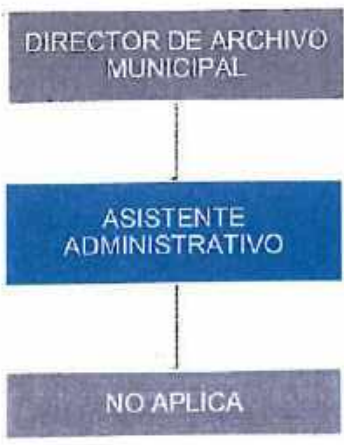 DIRECTOR DE ARCHIVO
MUNICIPAL
ASISTENTE
ADMINISTRATIVO
NO APLICA